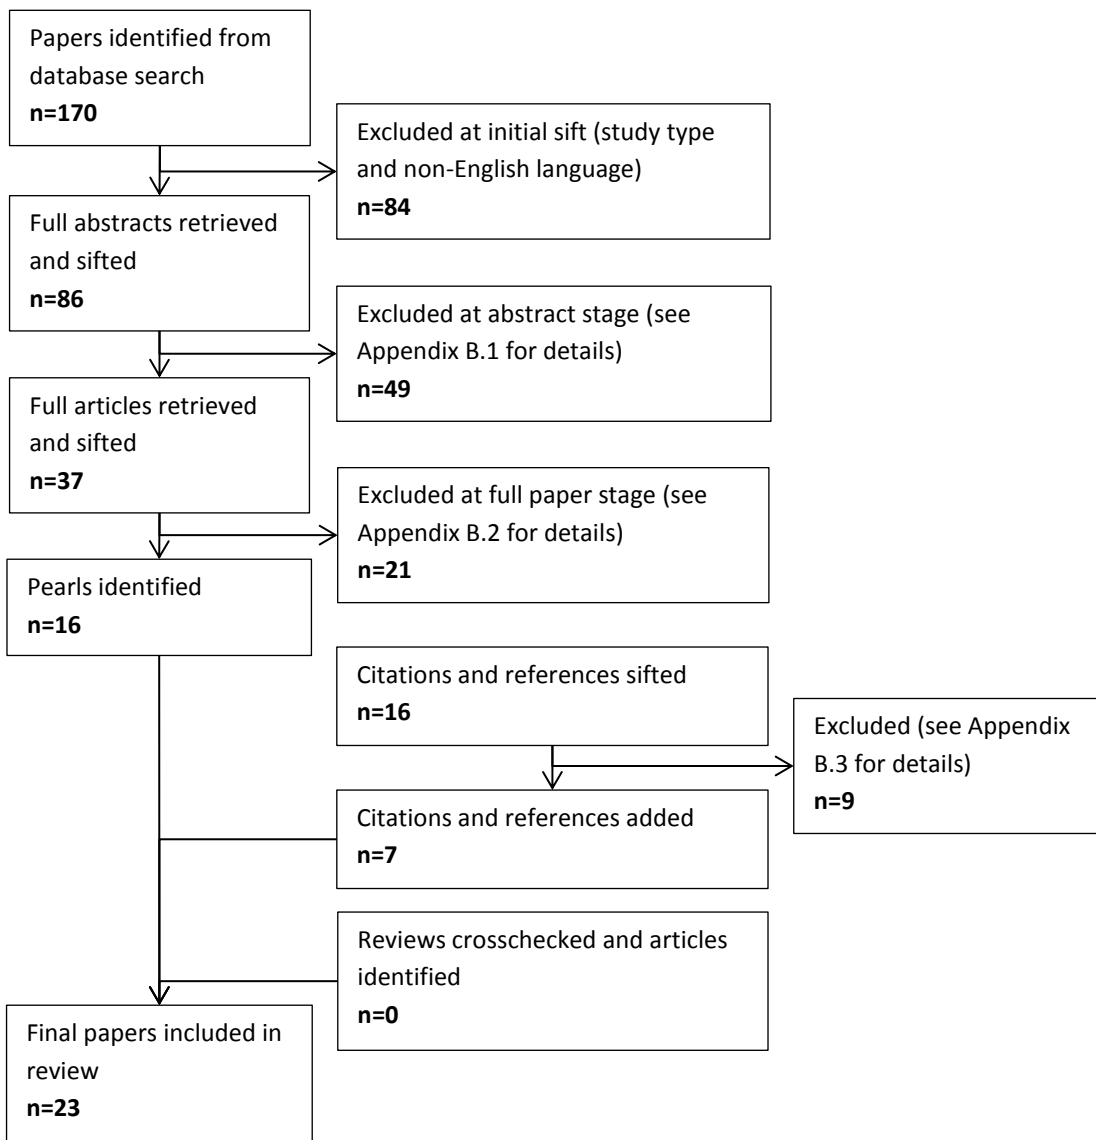 Papers identified from
database search
n=170
Excluded at initial sift (study type
and non-English language)
n=84
Full abstracts retrieved
and sifted
n=86
Excluded at abstract stage (see
Appendix B.1 for details)
n=49
Full articles retrieved
and sifted
n=37
Excluded at full paper stage (see
Appendix B.2 for details)
n=21
Pearls identified
n=16
Citations and references sifted
n=16
Excluded (see Appendix
B.3 for details)
n=9
Citations and references added
n=7
Reviews crosschecked and articles
identified
n=0
Final papers included in
review
n=23